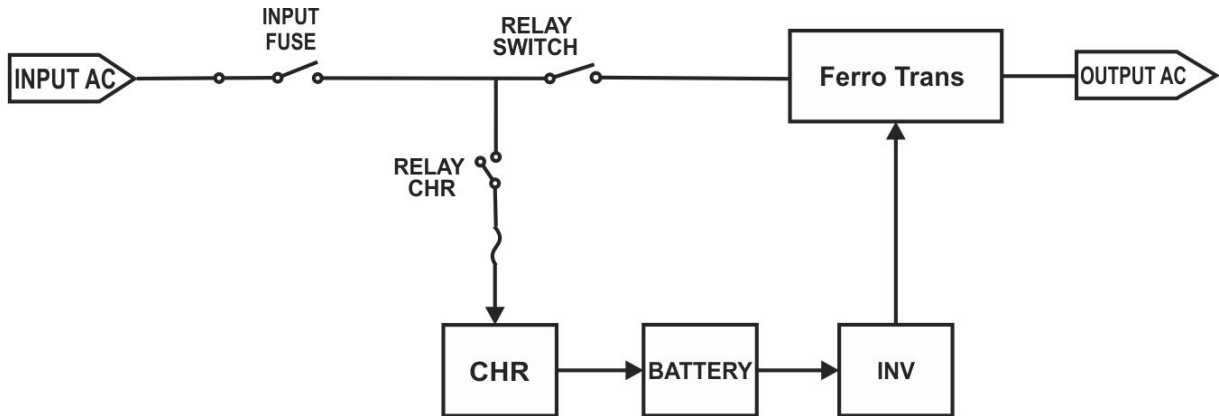 INPUT
FUSE
RELAY
SWITCH
INPUT AC
Ferro Trans
OUTPUT AC
RELAY
CHR
CHR
BATTERY
INV